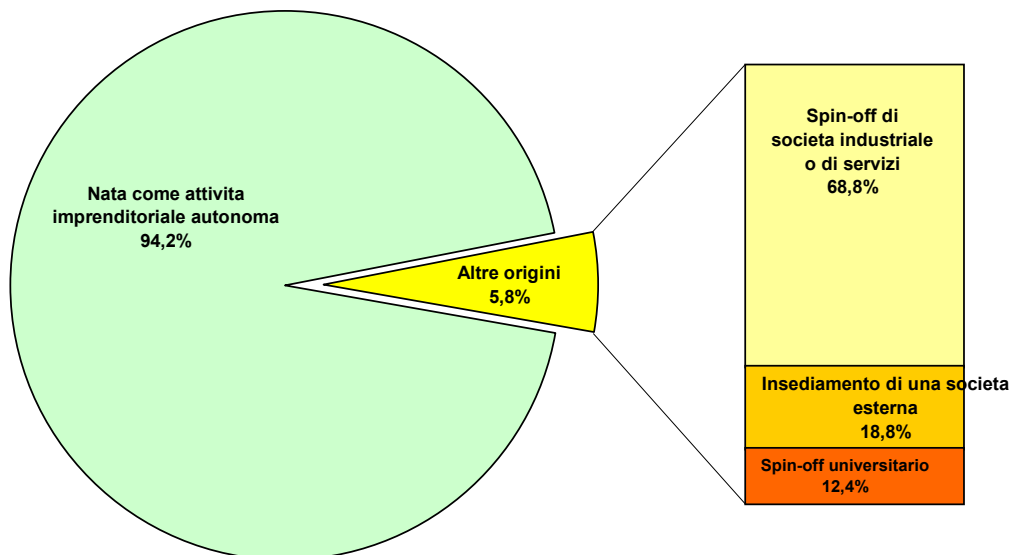 Nata come attivita
imprenditoriale autonoma
94,2%
Altre origini
5,8%
Spin-off di
societa industriale
o di servizi
68,8%
Insediamento di una societa
esterna
18,8%
Spin-off universitario
12,4%